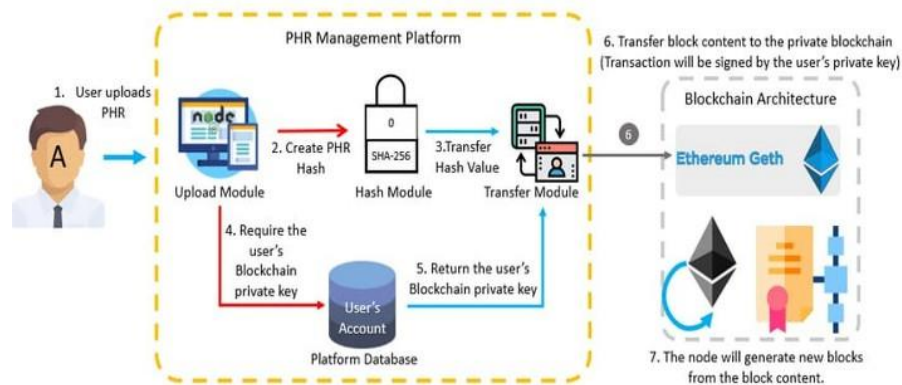 PHR Management Platform
6. Transfer block content to the private blockchain
(Transaction will be signed by the user's private key)
1. User uploads
PHR
A
node
Upload Module
2. Create PHR
Hash
0
SHA-256
Hash Module
3.Transfer
Hash Value
Transfer Module
6
Blockchain Architecture
Ethereum Geth
4. Require the
user's
Blockchain
private key
5. Return the user's
Blockchain private key
User's
Account
Platform Database
7. The node will generate new blocks
from the block content.